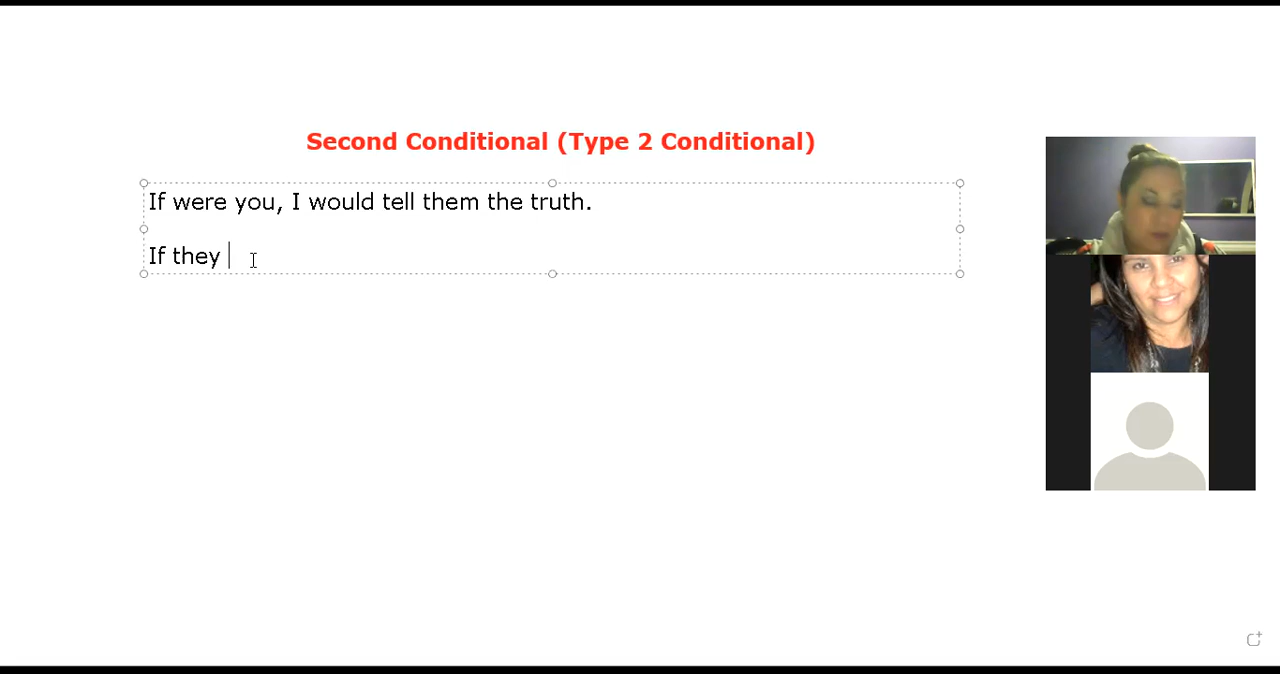 Second Conditional (Type 2 Conditional)
If were you, I would tell them the truth.
If they